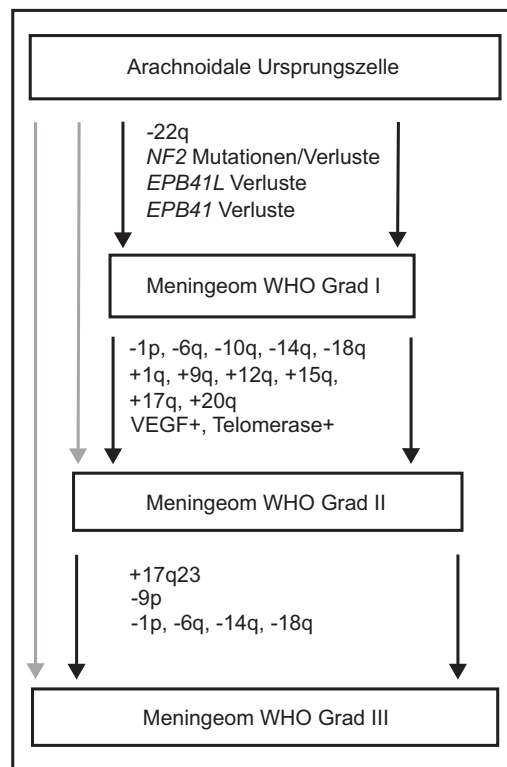 Arachnoidale Ursprungszelle
-22q
NF2 Mutationen/Verluste
EPB41L Verluste
EPB41 Verluste
Meningeom WHO Grad I
-1p, -6q, -10q, -14q, -18q
+1q, +9q, +12q, +15q,
+17q, +20q
VEGF+, Telomerase+
Meningeom WHO Grad II
+17q23
-9p
-1p, -6q, -14q, -18q
Meningeom WHO Grad III